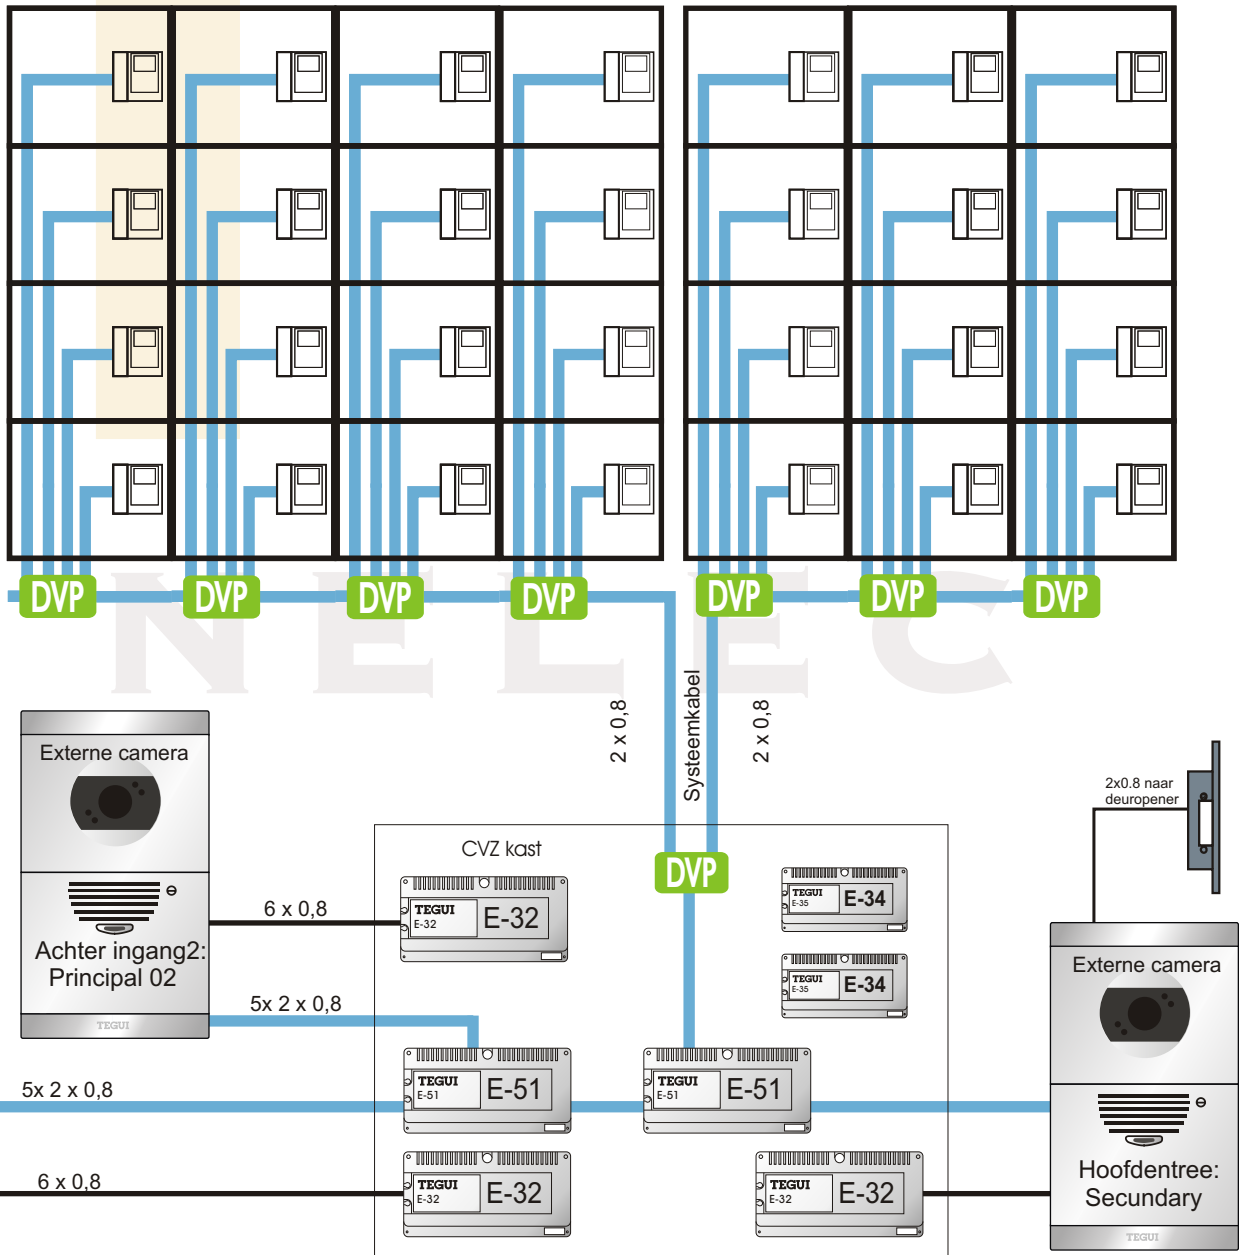 DVP DVP DVP DVP DVP DVP DVP
NELEC
2 x 0,8
Systeemkabel
2 x 0,8
Externe camera
Achter ingang2:
Principal 02
TEGUI
6 x 0,8
5x 2 x 0,8
5x 2 x 0,8
6 x 0,8
CVZ kast
DVP
TEGUI
E-32
E-32
TEGUI
E-35
E-34
TEGUI
E-35
E-34
TEGUI
E-51
E-51
TEGUI
E-51
E-51
TEGUI
E-32
E-32
TEGUI
E-32
E-32
2x0.8 naar
deuropener
Externe camera
Hoofdentree:
Secundary
TEGUI